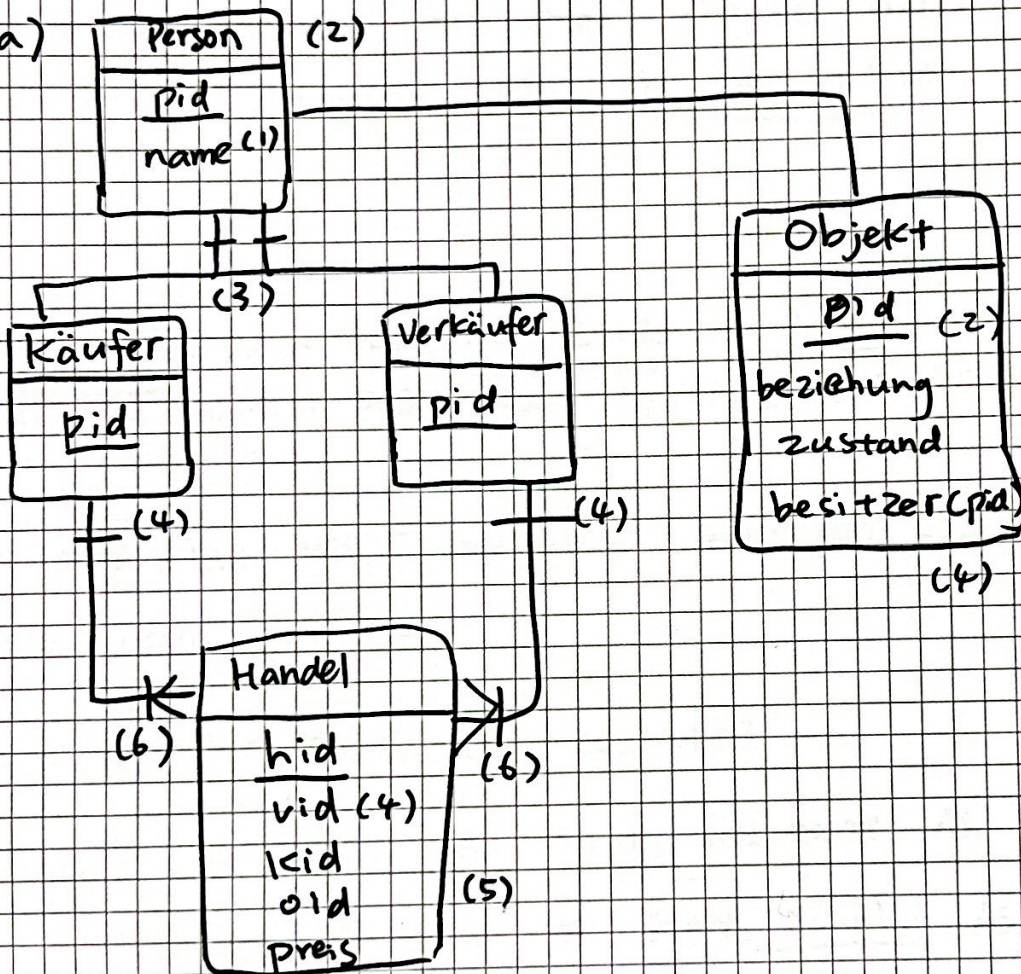 a)
Person (2)
pid
name (1)
(3)
Käufer
pid
(4)
Verkäufer
pid
(4)
Objekt
(2)
beziehung
zustand
besitzer (pid)
(4)
Handel
hid
vid (4)
kid
oid
preis
(5)
(6)
(6)